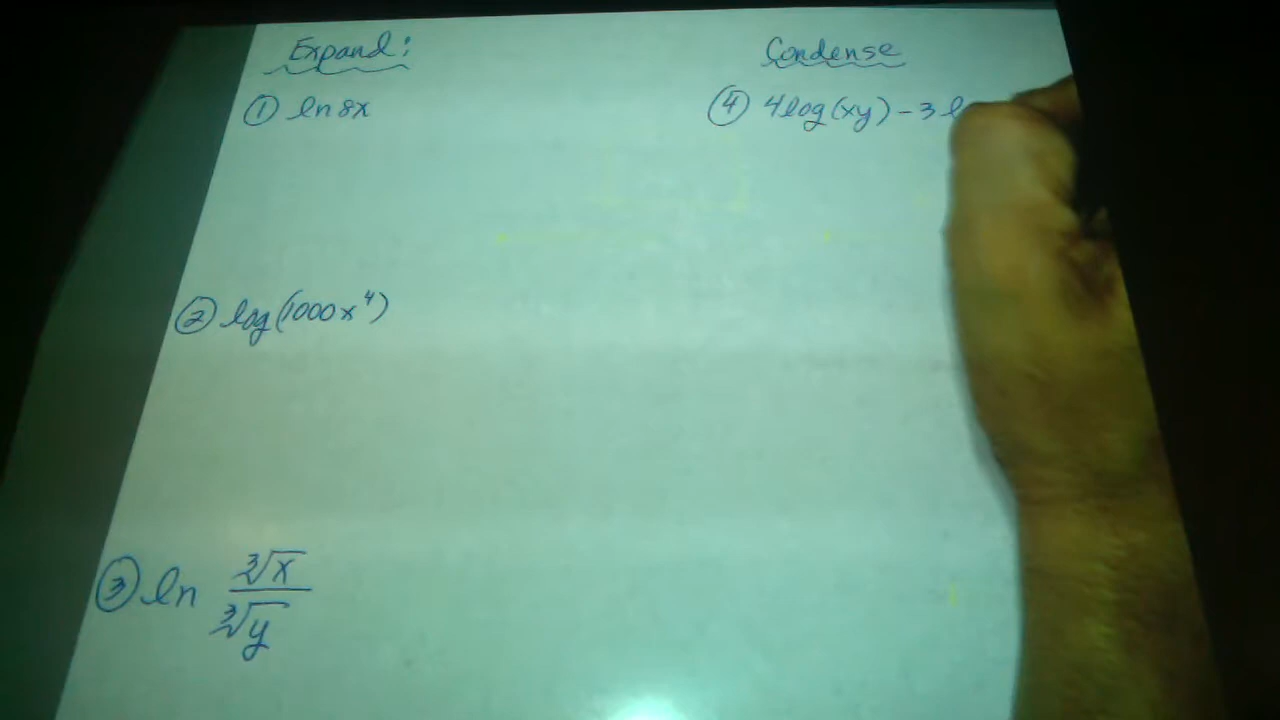 Expand:
① ln 8x
② log(1000x⁴)
③ ln ∛x / ∛y
Condense
④ 4log(xy) - 3 l